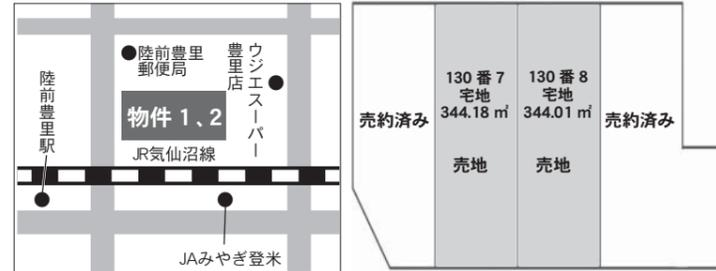 陸前豊里
郵便局
ウジエスーパー
豊里店
陸前豊里駅
物件 1、2
JR気仙沼線
JAみやぎ登米
売約済み
130 番 7
宅地
344.18 ㎡
売地
130 番 8
宅地
344.01 ㎡
売地
売約済み